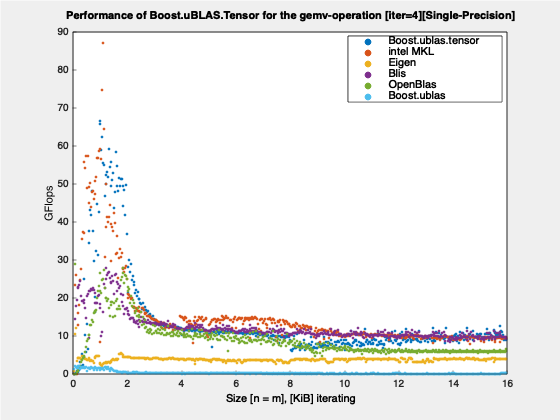 Performance of Boost.uBLAS.Tensor for the gemv-operation [iter=4][Single-Precision]
90
80
70
60
50
40
30
20
10
0
GFlops
Boost.ublas.tensor
intel MKL
Eigen
Blis
OpenBlas
Boost.ublas
0 2 4 6 8 10 12 14 16
Size [n = m], [KiB] iterating